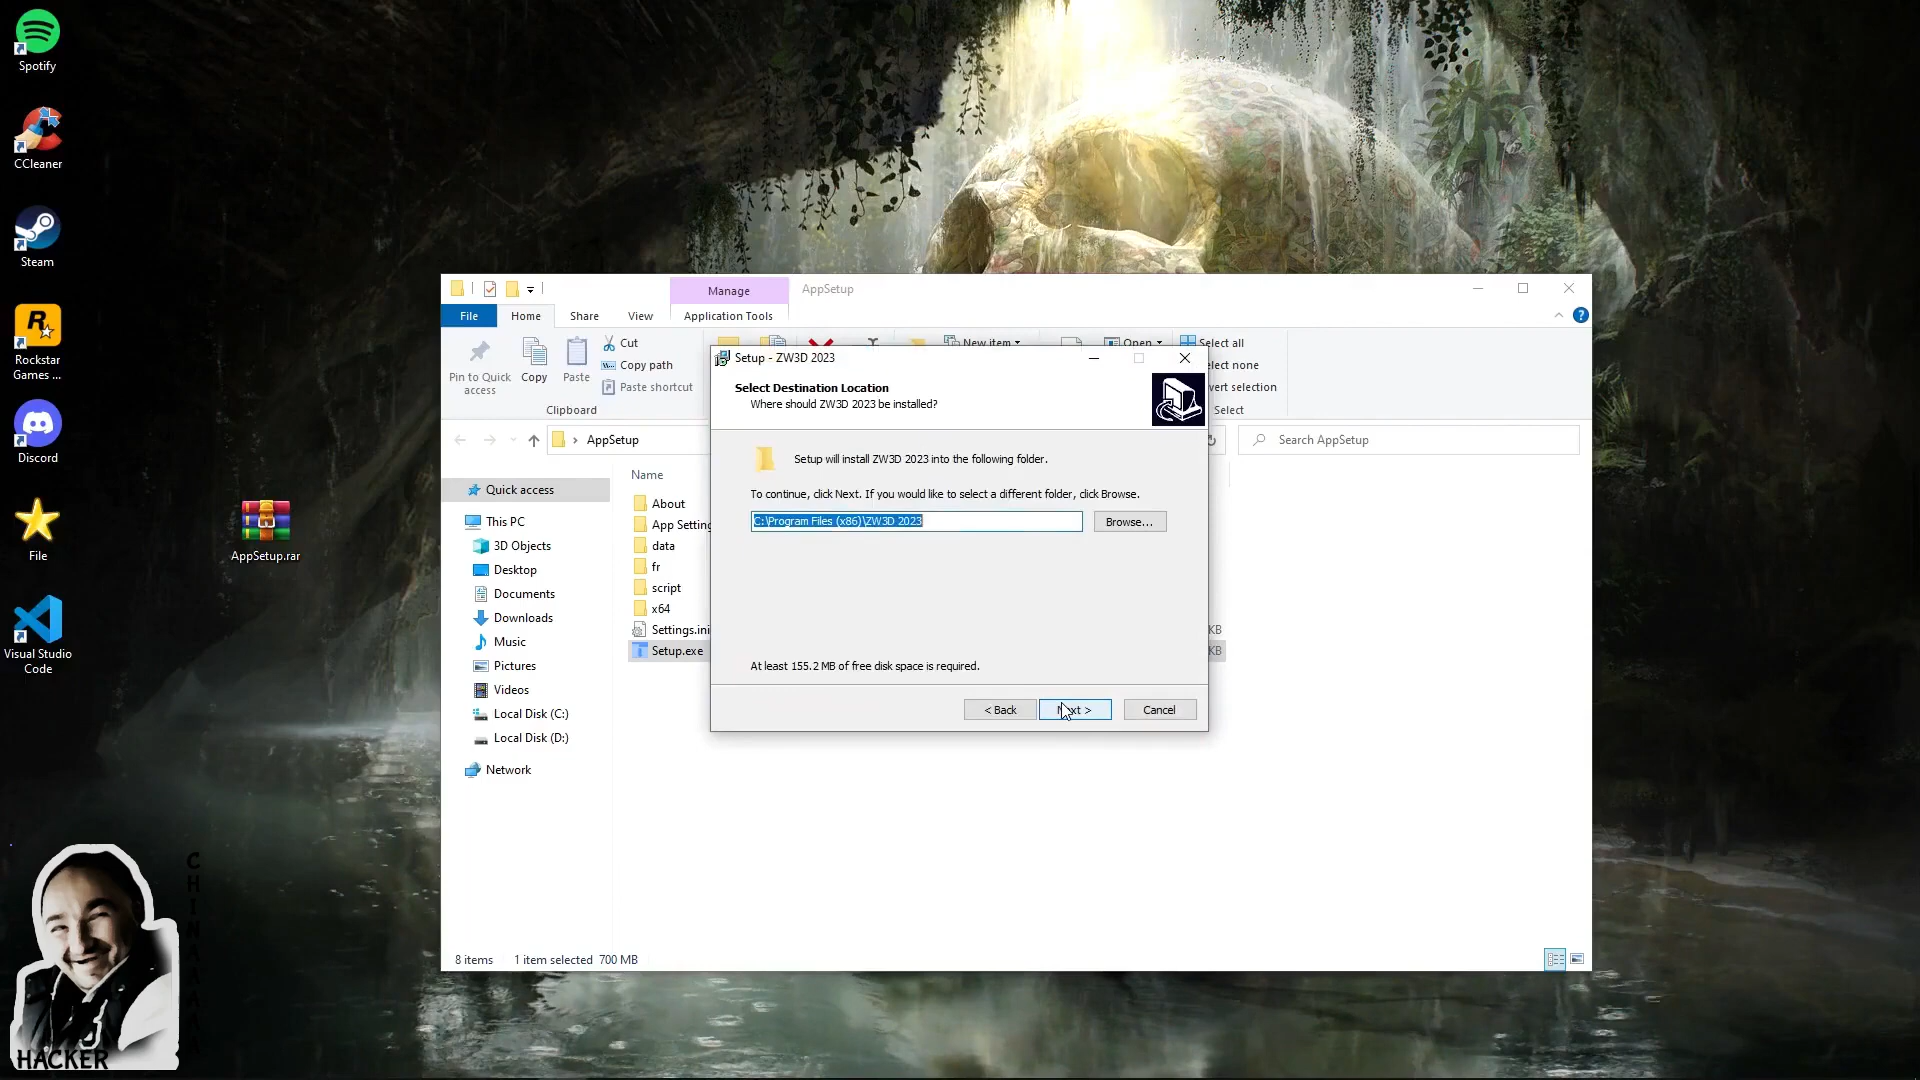 Spotify
CCleaner
Steam
Rockstar
Games ...
Discord
File
Visual Studio
Code
AppSetup.rar
HACKER
Manage
AppSetup
File
Home
Share
View
Application Tools
Pin to Quick
access
Copy
Paste
Cut
Copy path
Paste shortcut
Clipboard
New item
Open
Select all
Select
AppSetup
Search AppSetup
Quick access
This PC
3D Objects
Desktop
Documents
Downloads
Music
Pictures
Videos
Local Disk (C:)
Local Disk (D:)
Network
Name
About
App Setting
data
fr
script
x64
Settings.ini
Setup.exe
KB
KB
8 items
1 item selected 700 MB
Setup - ZW3D 2023
Select Destination Location
Where should ZW3D 2023 be installed?
Setup will install ZW3D 2023 into the following folder.
To continue, click Next. If you would like to select a different folder, click Browse.
C:\Program Files (x86)\ZW3D 2023
Browse...
At least 155.2 MB of free disk space is required.
< Back
Next >
Cancel